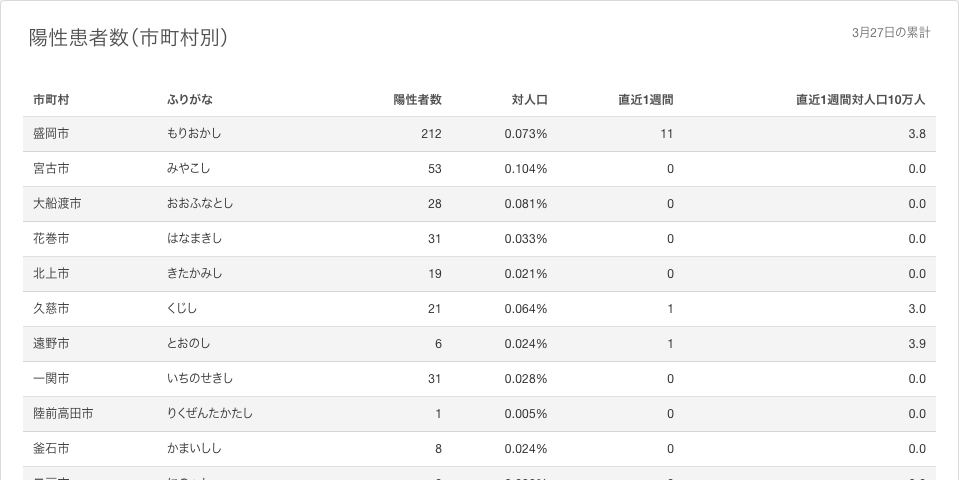 陽性患者数（市町村別）
3月27日の累計
市町村 ふりがな 陽性者数 対人口 直近1週間 直近1週間対人口10万人
盛岡市 もりおかし 212 0.073% 11 3.8
宮古市 みやこし 53 0.104% 0 0.0
大船渡市 おおふなとし 28 0.081% 0 0.0
花巻市 はなまきし 31 0.033% 0 0.0
北上市 きたかみし 19 0.021% 0 0.0
久慈市 くじし 21 0.064% 1 3.0
遠野市 とおのし 6 0.024% 1 3.9
一関市 いちのせきし 31 0.028% 0 0.0
陸前高田市 りくぜんたかたし 1 0.005% 0 0.0
釜石市 かまいしし 8 0.024% 0 0.0